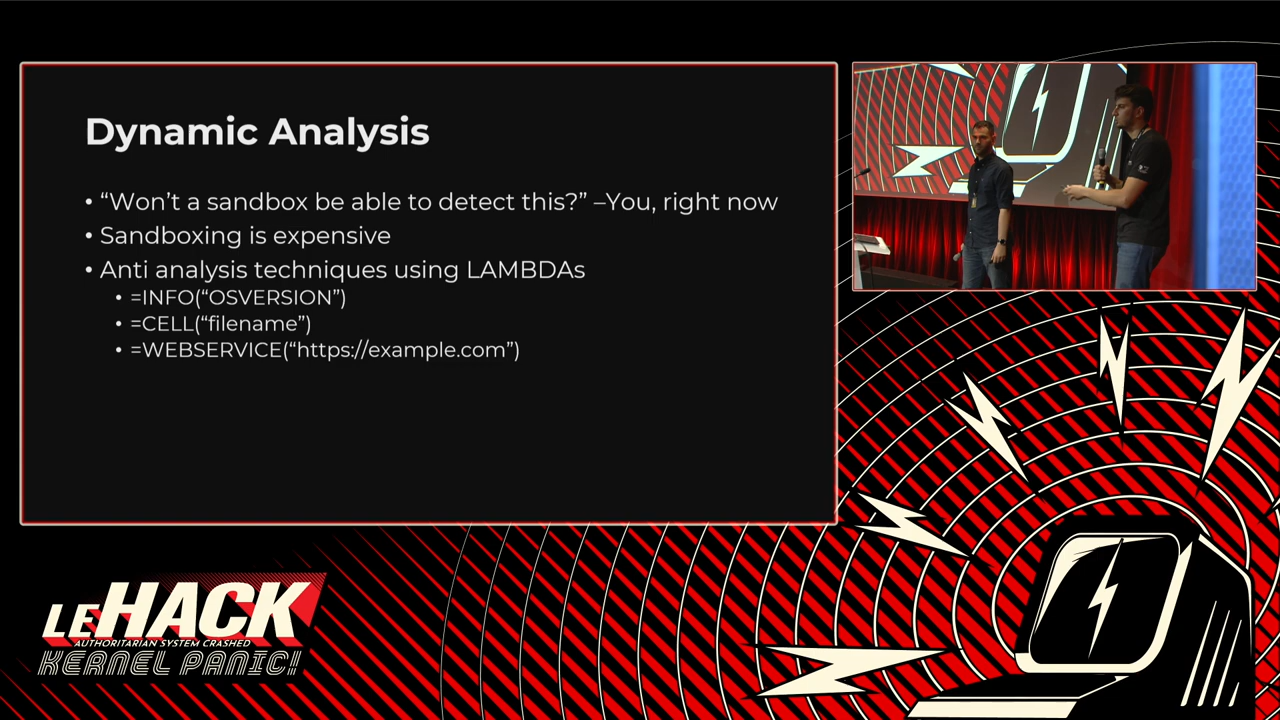 Dynamic Analysis
• “Won’t a sandbox be able to detect this?” –You, right now
• Sandboxing is expensive
• Anti analysis techniques using LAMBDAs
• =INFO(“OSVERSION”)
• =CELL(“filename”)
• =WEBSERVICE(“https://example.com”)
LEHACK
AUTHORITARIAN SYSTEM CRASHED
KERNEL PANIC!